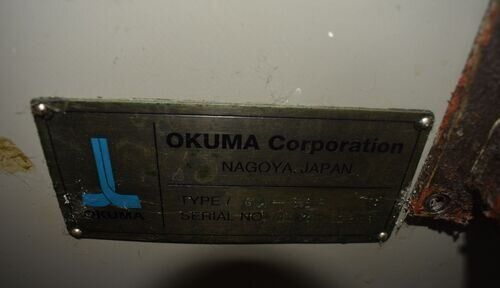 OKUMA Corporation
NAGOYA, JAPAN
TYPE /
SERIAL NO
OKUMA